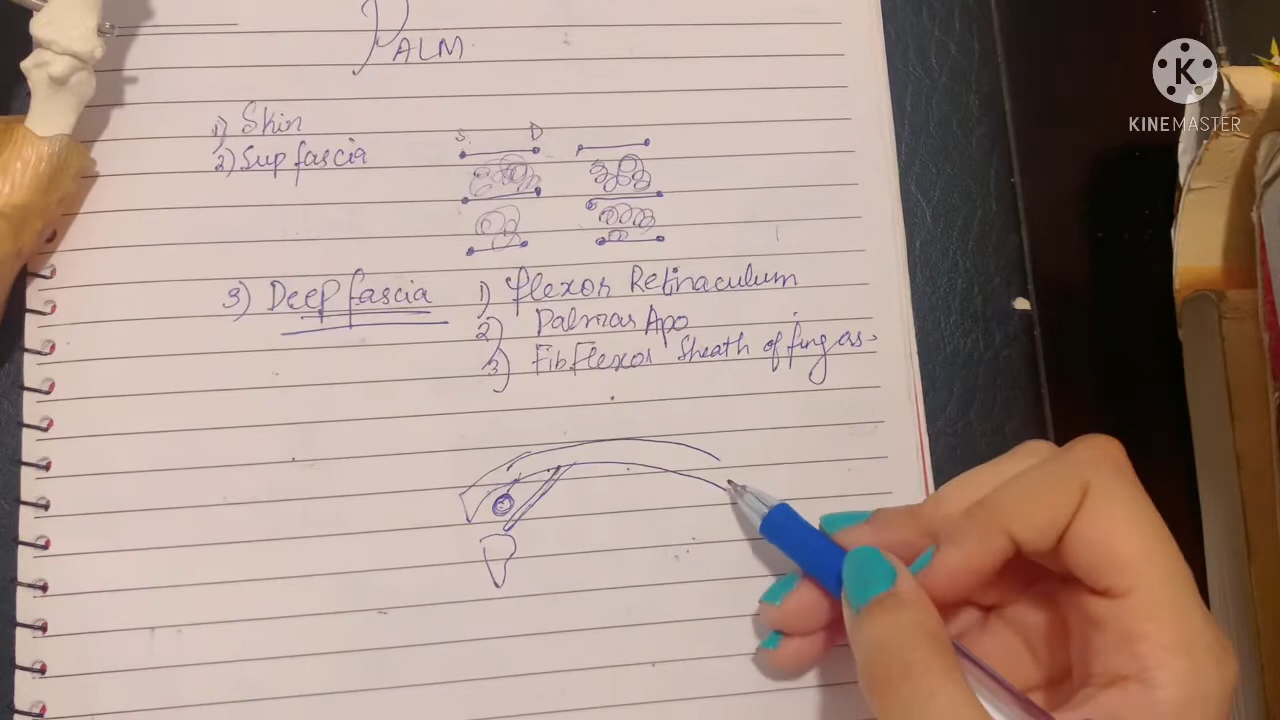 PALM
1) Skin
2) Sup fascia
S. D
3) Deep fascia 1) flexor Retinaculum
2) Palmar Apo
3) Fib Flexor Sheath of fingers.
KINEMASTER